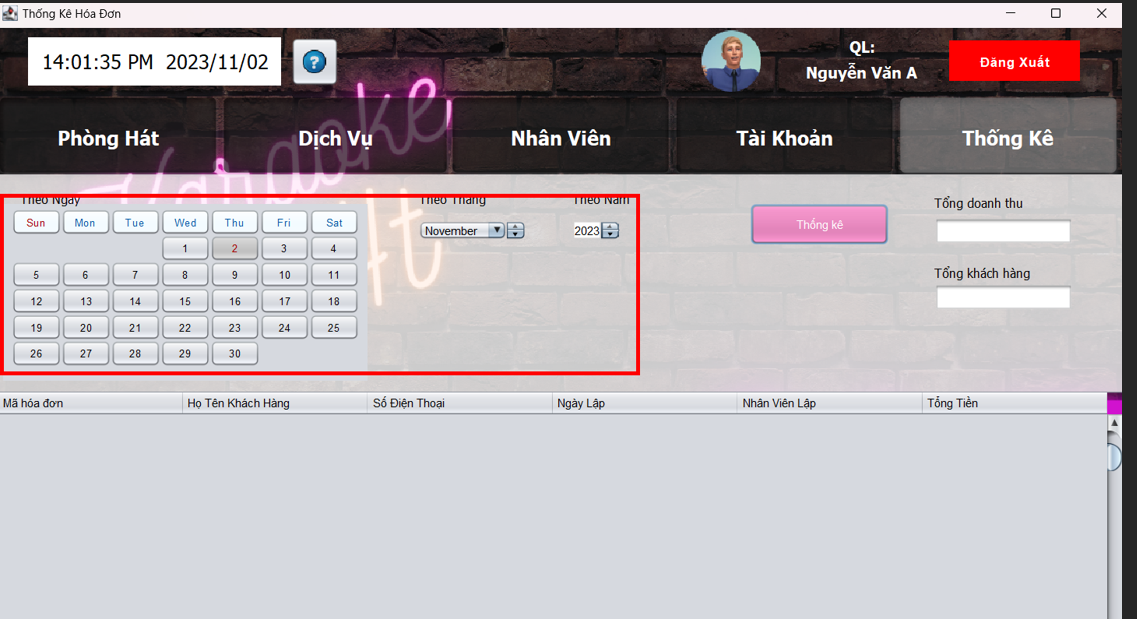 Thống Kê Hóa Đơn
14:01:35 PM 2023/11/02
?
QL:
Nguyễn Văn A
Đăng Xuất
Phòng Hát
Dịch Vụ
Nhân Viên
Tài Khoản
Thống Kê
Karaoke
Theo Ngày
Theo Tháng
Theo Năm
Sun Mon Tue Wed Thu Fri Sat
1 2 3 4
5 6 7 8 9 10 11
12 13 14 15 16 17 18
19 20 21 22 23 24 25
26 27 28 29 30
November
2023
Thống kê
Tổng doanh thu
Tổng khách hàng
Mã hóa đơn Họ Tên Khách Hàng Số Điện Thoại Ngày Lập Nhân Viên Lập Tổng Tiền